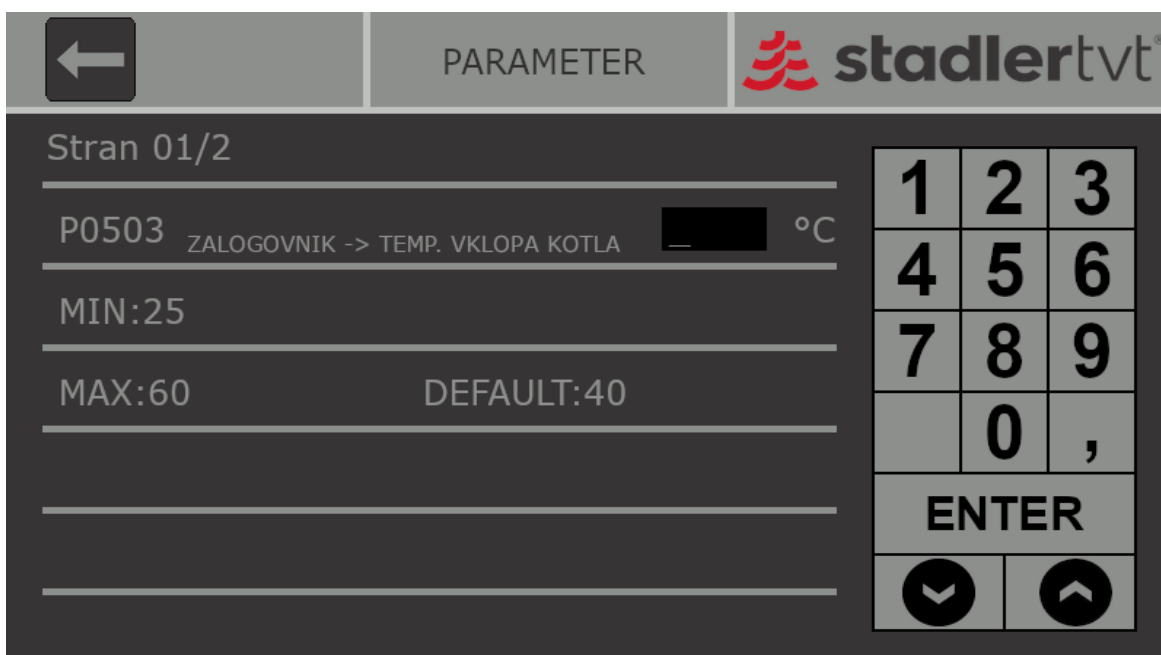 PARAMETER
stadlertvt®
Stran 01/2
P0503 ZALOGOVNIK -> TEMP. VKLOPA KOTLA _ °C
MIN:25
MAX:60 DEFAULT:40
1 2 3
4 5 6
7 8 9
0 ,
ENTER